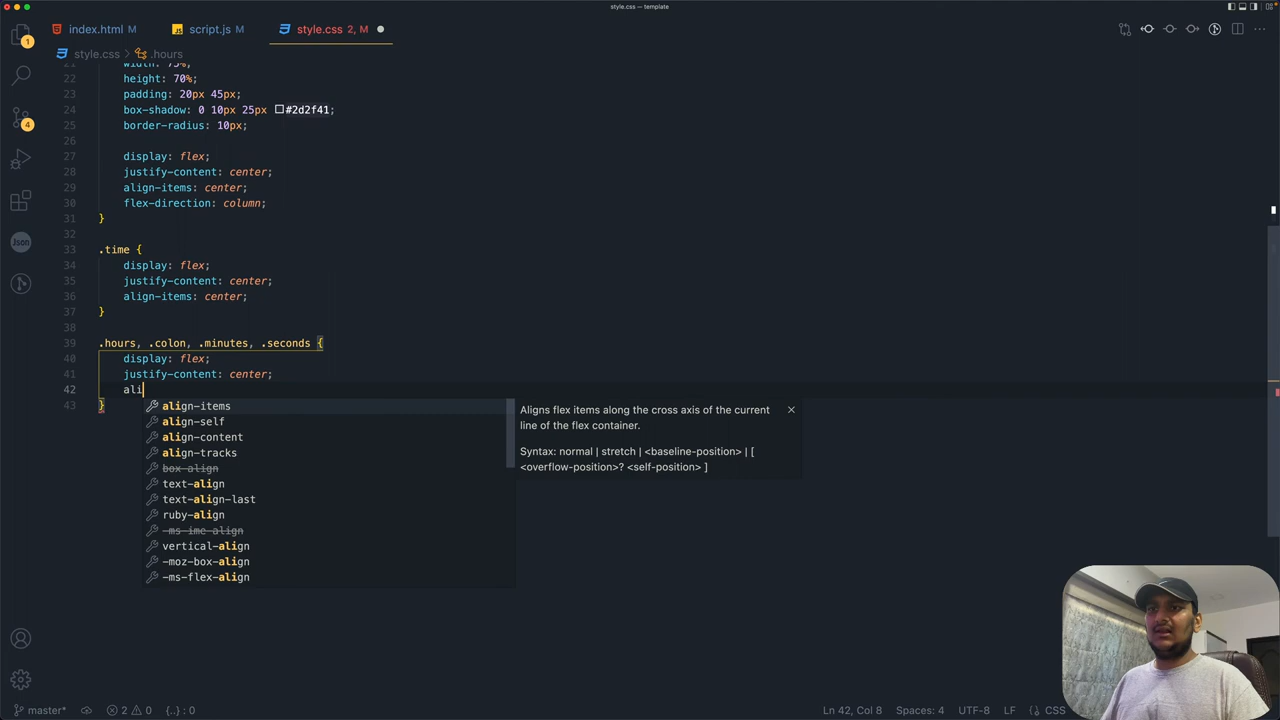 style.css — template
index.html M
script.js M
style.css 2, M
style.css > .hours
22 height: 70%;
23 padding: 20px 45px;
24 box-shadow: 0 10px 25px #2d2f41;
25 border-radius: 10px;
26
27 display: flex;
28 justify-content: center;
29 align-items: center;
30 flex-direction: column;
31 }
32
33 .time {
34 display: flex;
35 justify-content: center;
36 align-items: center;
37 }
38
39 .hours, .colon, .minutes, .seconds {
40 display: flex;
41 justify-content: center;
42 ali
43 }
align-items
align-self
align-content
align-tracks
box-align
text-align
text-align-last
ruby-align
-ms-ime-align
vertical-align
-moz-box-align
-ms-flex-align
Aligns flex items along the cross axis of the current
line of the flex container.
Syntax: normal | stretch | <baseline-position> | [
<overflow-position>? <self-position> ]
1
4
Json
master* 2 0 {..} : 0
Ln 42, Col 8 Spaces: 4 UTF-8 LF {} CSS